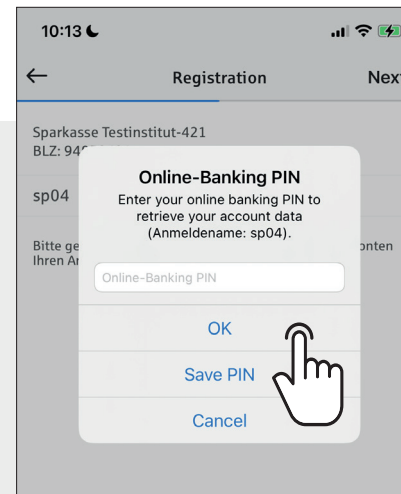 10:13
← Registration Next
Sparkasse Testinstitut-421
BLZ: 94
sp04
Bitte ge
onten
Ihren An
Online-Banking PIN
Enter your online banking PIN to
retrieve your account data
(Anmeldename: sp04).
Online-Banking PIN
OK
Save PIN
Cancel